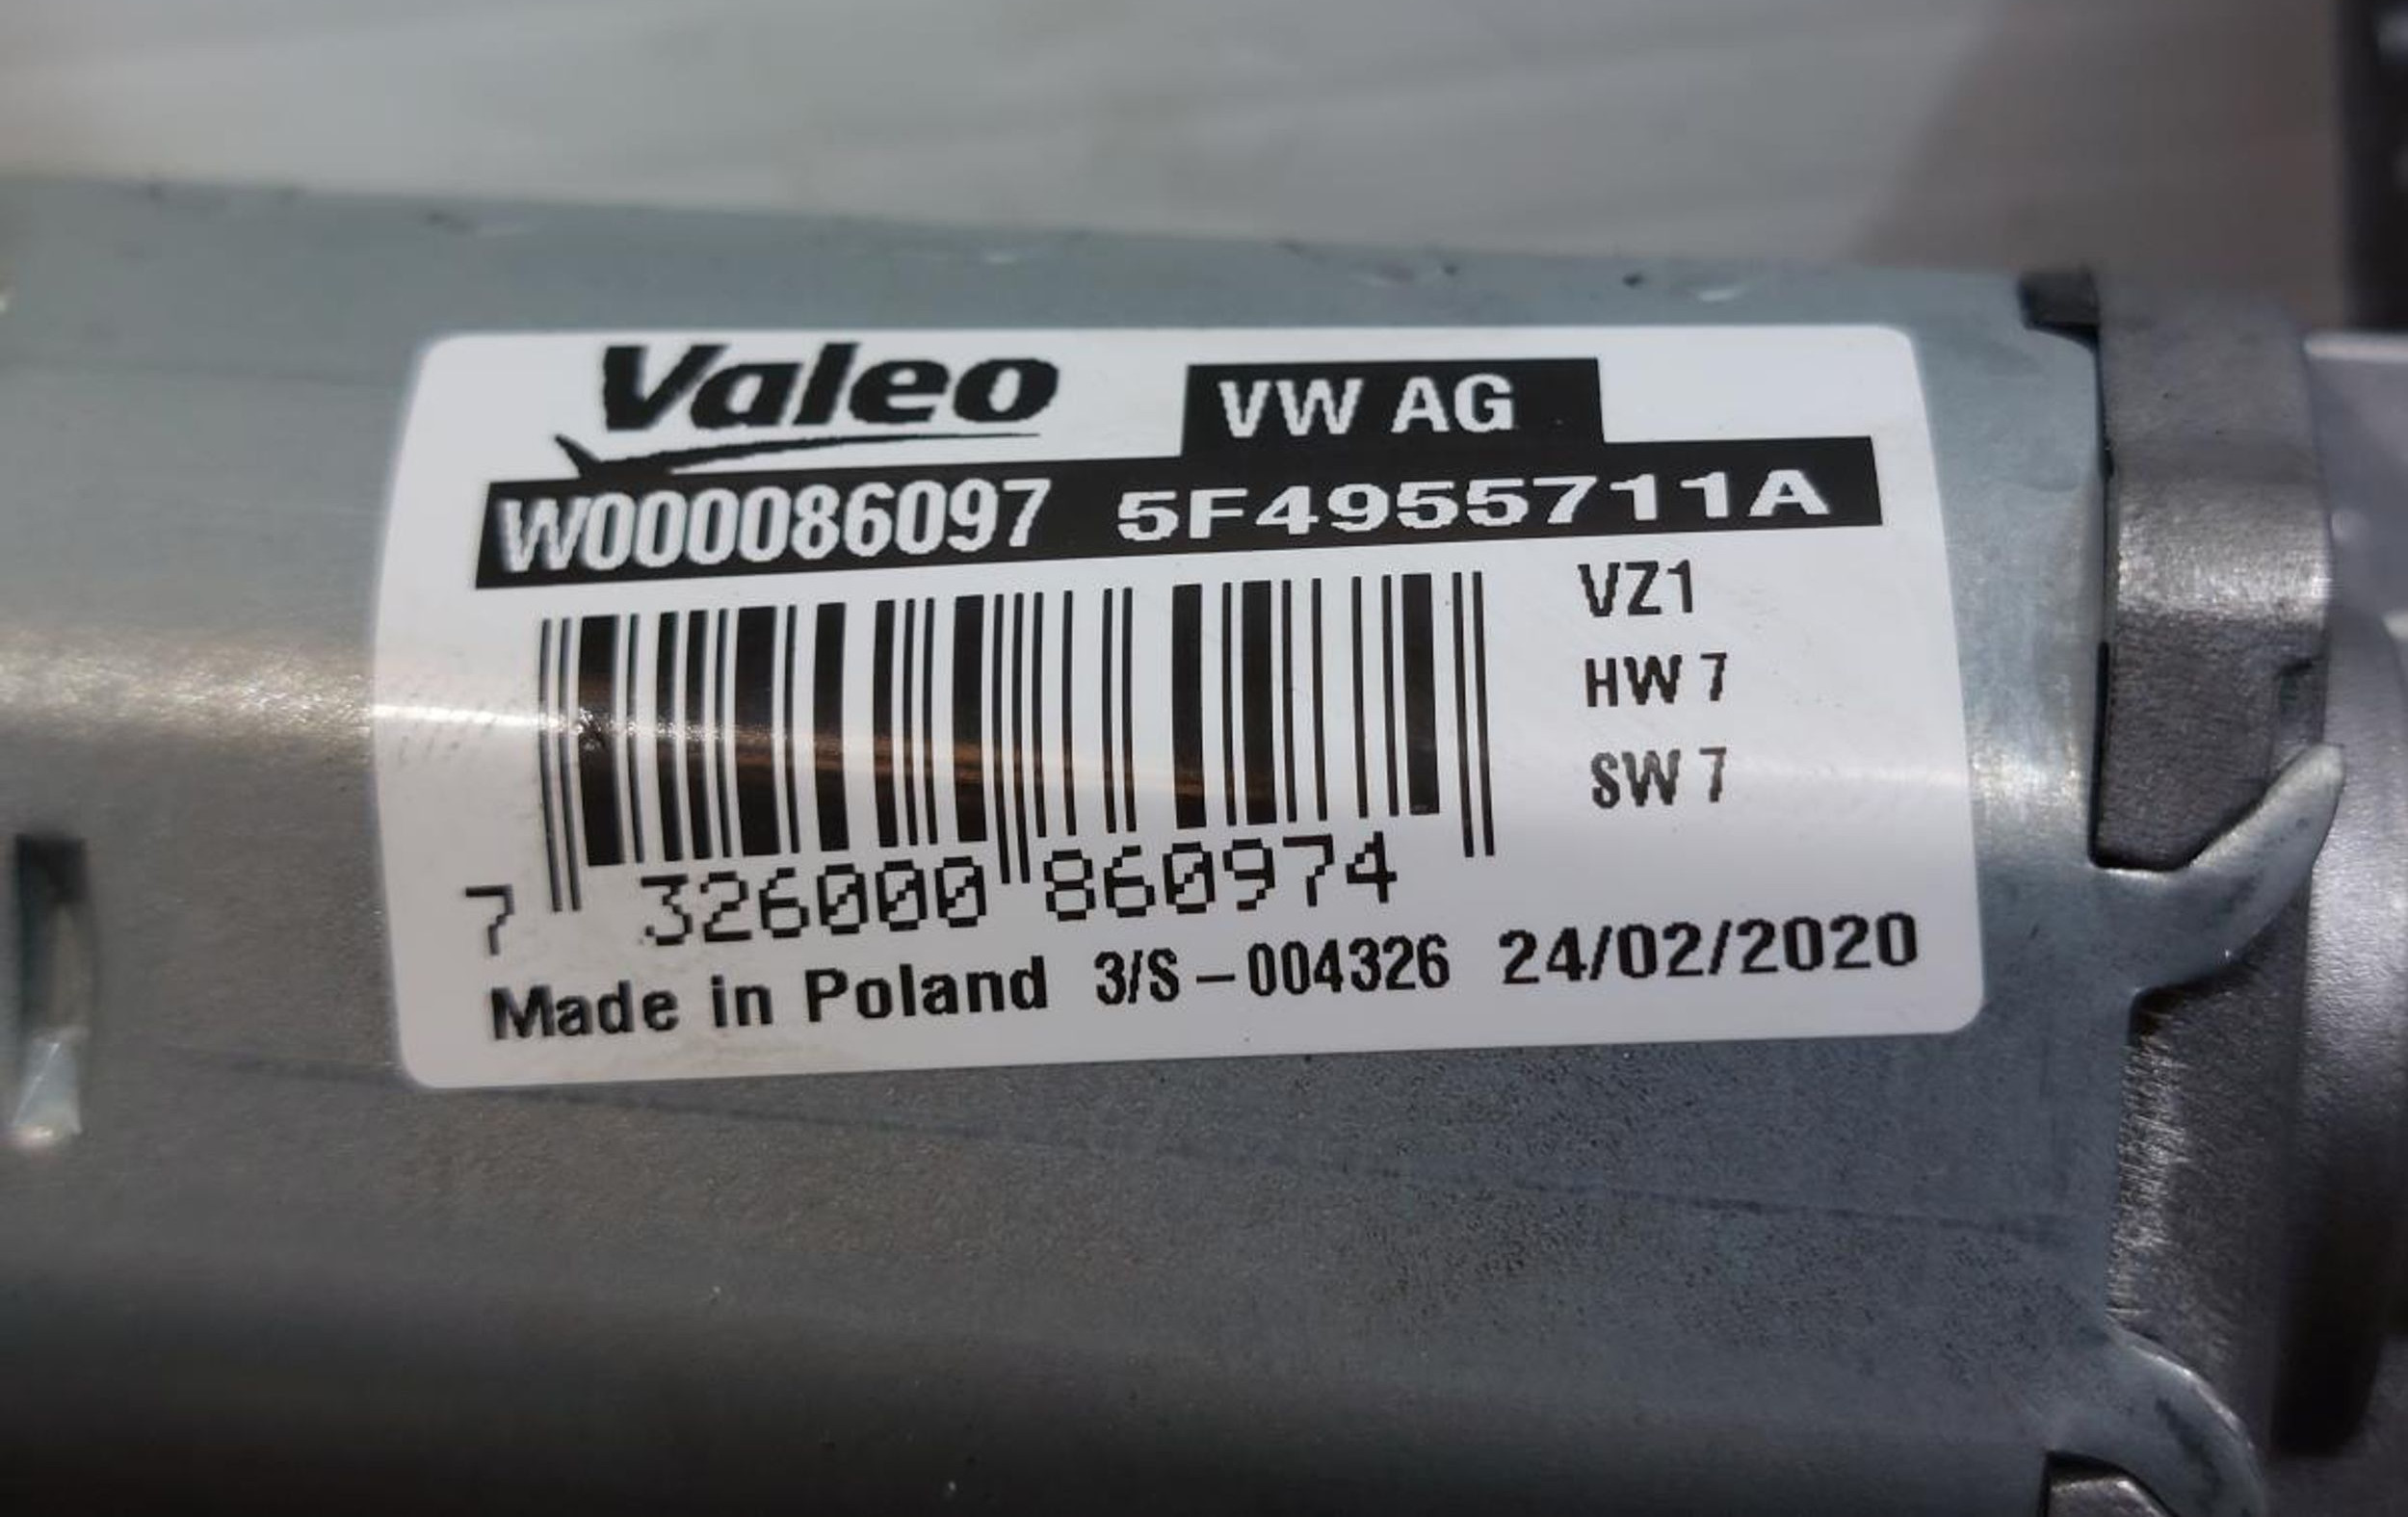 Valeo VW AG
W000086097 5F4955711A
VZ1
HW 7
SW 7
7 326000 860974
Made in Poland 3/S-004326 24/02/2020